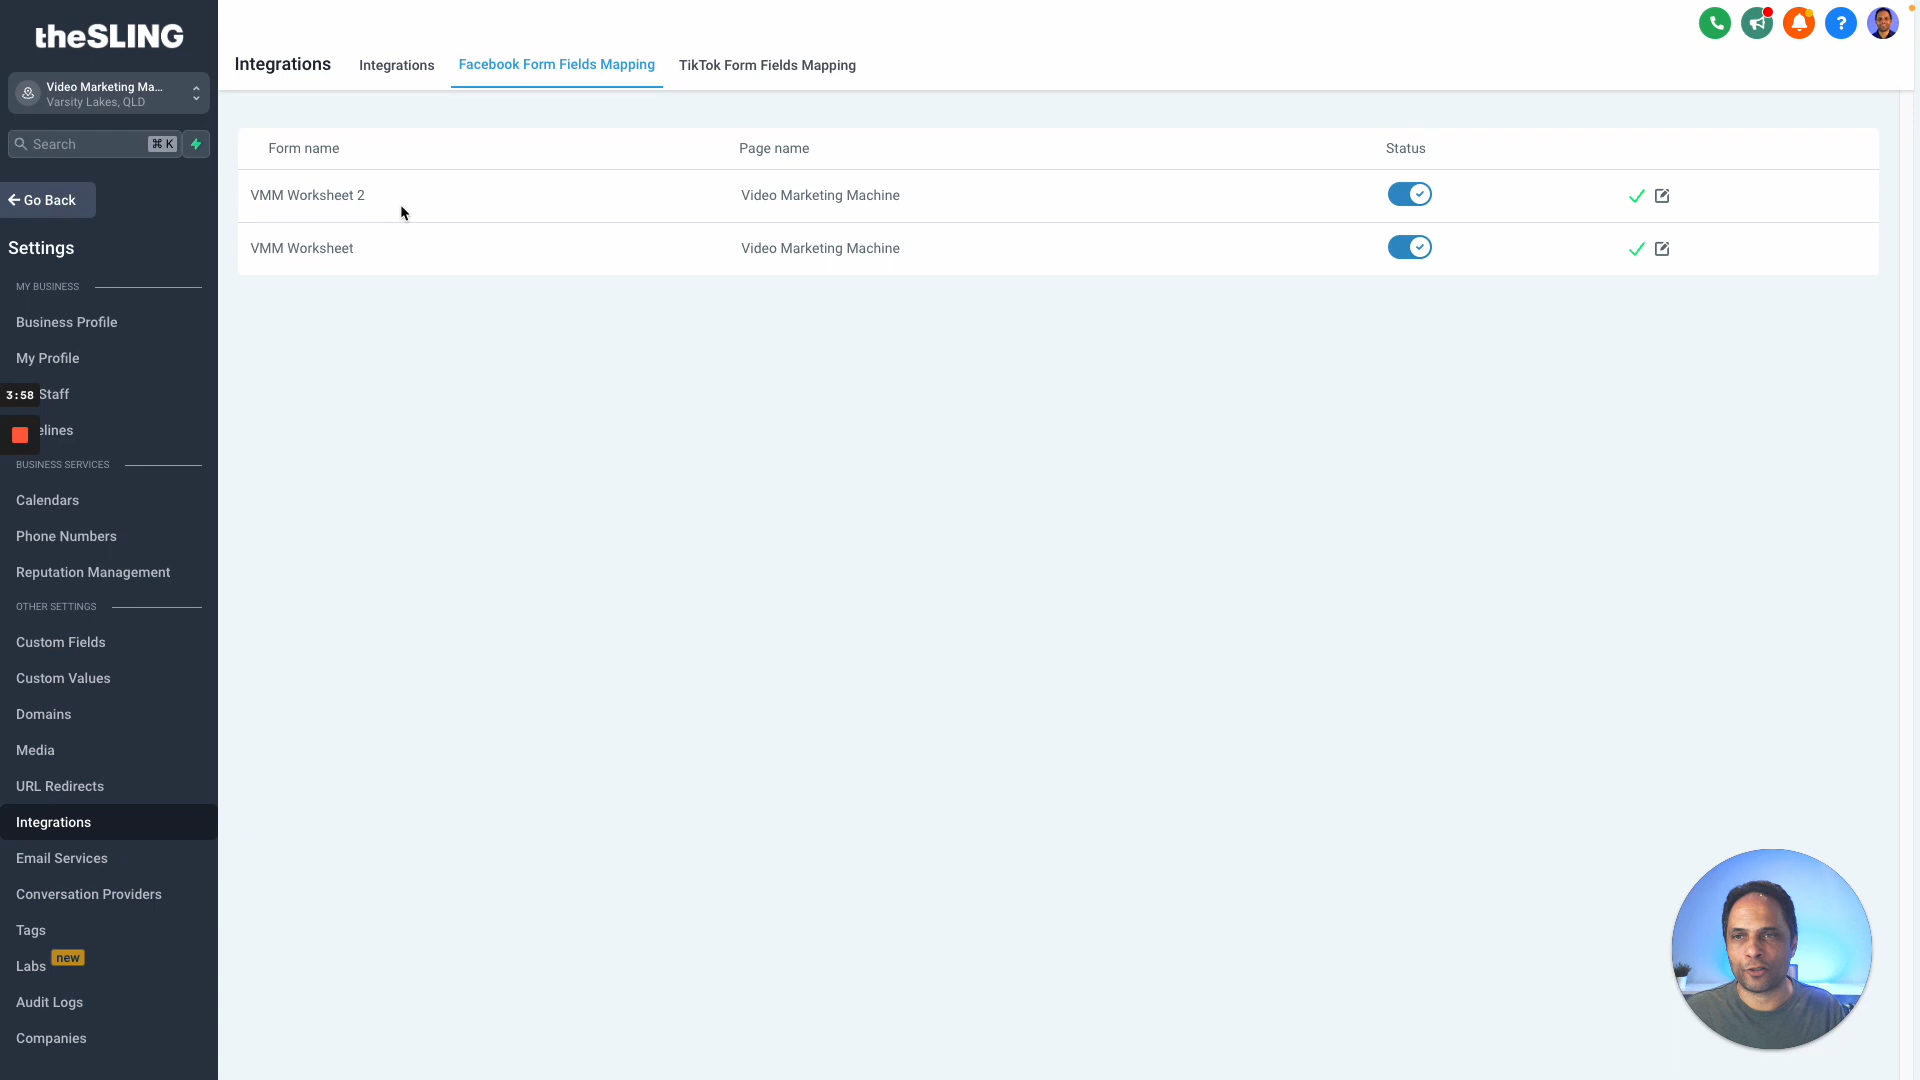 theSLING
Video Marketing Ma...
Varsity Lakes, QLD
Search
⌘ K
Go Back
Settings
MY BUSINESS
Business Profile
My Profile
3:58
Staff
elines
BUSINESS SERVICES
Calendars
Phone Numbers
Reputation Management
OTHER SETTINGS
Custom Fields
Custom Values
Domains
Media
URL Redirects
Integrations
Email Services
Conversation Providers
Tags
Labs new
Audit Logs
Companies
Integrations
Integrations
Facebook Form Fields Mapping
TikTok Form Fields Mapping
?
Form name Page name Status
VMM Worksheet 2 Video Marketing Machine
VMM Worksheet Video Marketing Machine